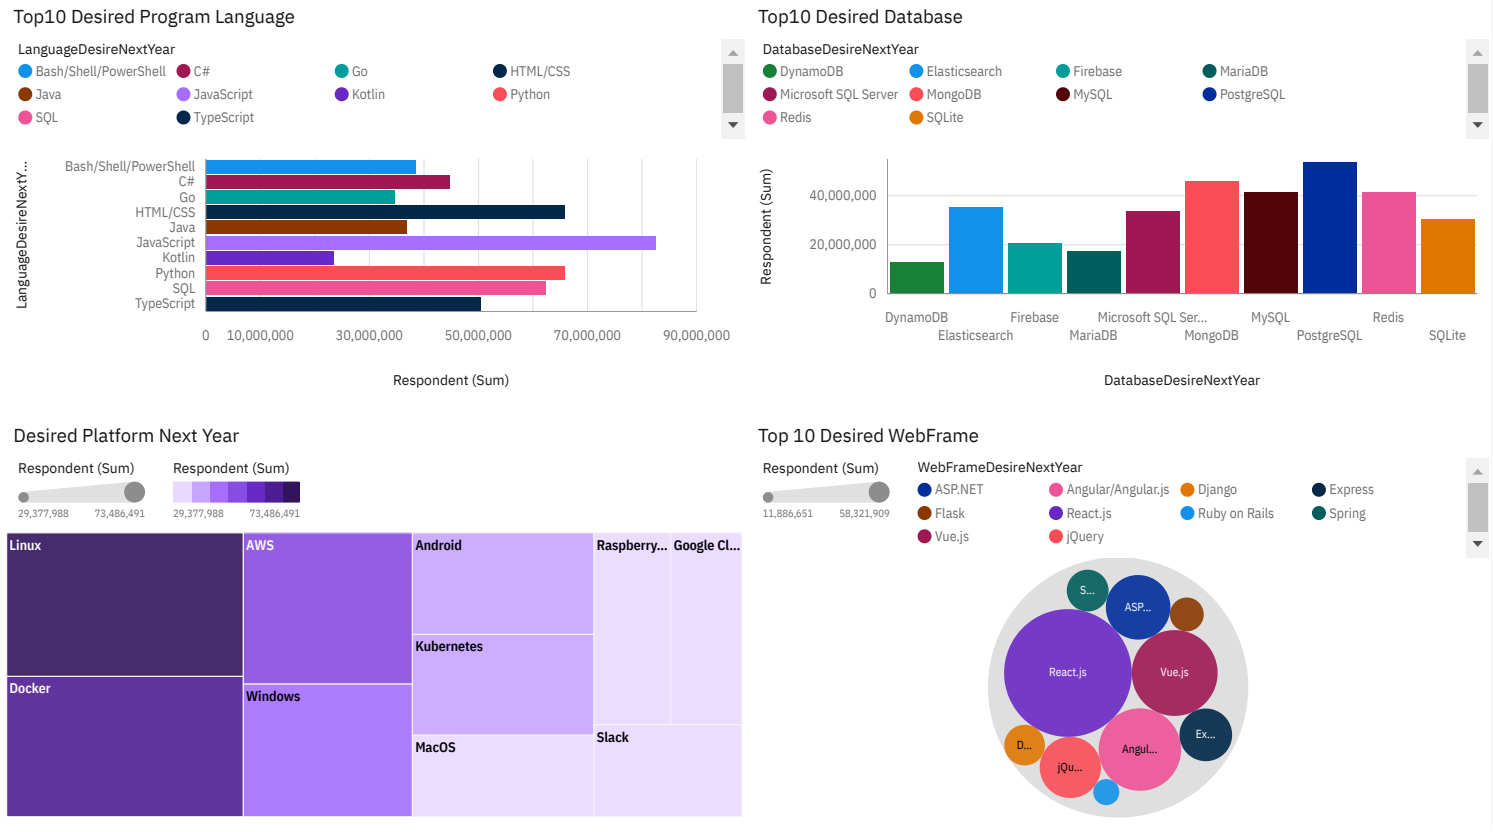 Top10 Desired Program Language
LanguageDesireNextYear
Bash/Shell/PowerShell C# Go HTML/CSS
Java JavaScript Kotlin Python
SQL TypeScript
LanguageDesireNextY...
Bash/Shell/PowerShell
C#
Go
HTML/CSS
Java
JavaScript
Kotlin
Python
SQL
TypeScript
0 10,000,000 30,000,000 50,000,000 70,000,000 90,000,000
Respondent (Sum)
Top10 Desired Database
DatabaseDesireNextYear
DynamoDB Elasticsearch Firebase MariaDB
Microsoft SQL Server MongoDB MySQL PostgreSQL
Redis SQLite
Respondent (Sum)
40,000,000
20,000,000
0
DynamoDB Firebase Microsoft SQL Ser... MySQL Redis
Elasticsearch MariaDB MongoDB PostgreSQL SQLite
DatabaseDesireNextYear
Desired Platform Next Year
Respondent (Sum) Respondent (Sum)
29,377,988 73,486,491 29,377,988 73,486,491
Linux
Docker
AWS
Windows
Android
Kubernetes
MacOS
Raspberry...
Google Cl...
Slack
Top 10 Desired WebFrame
Respondent (Sum)
11,886,651 58,321,909
WebFrameDesireNextYear
ASP.NET Angular/Angular.js Django Express
Flask React.js Ruby on Rails Spring
Vue.js jQuery
S...
ASP...
React.js
Vue.js
Ex...
D...
Angul...
jQu...